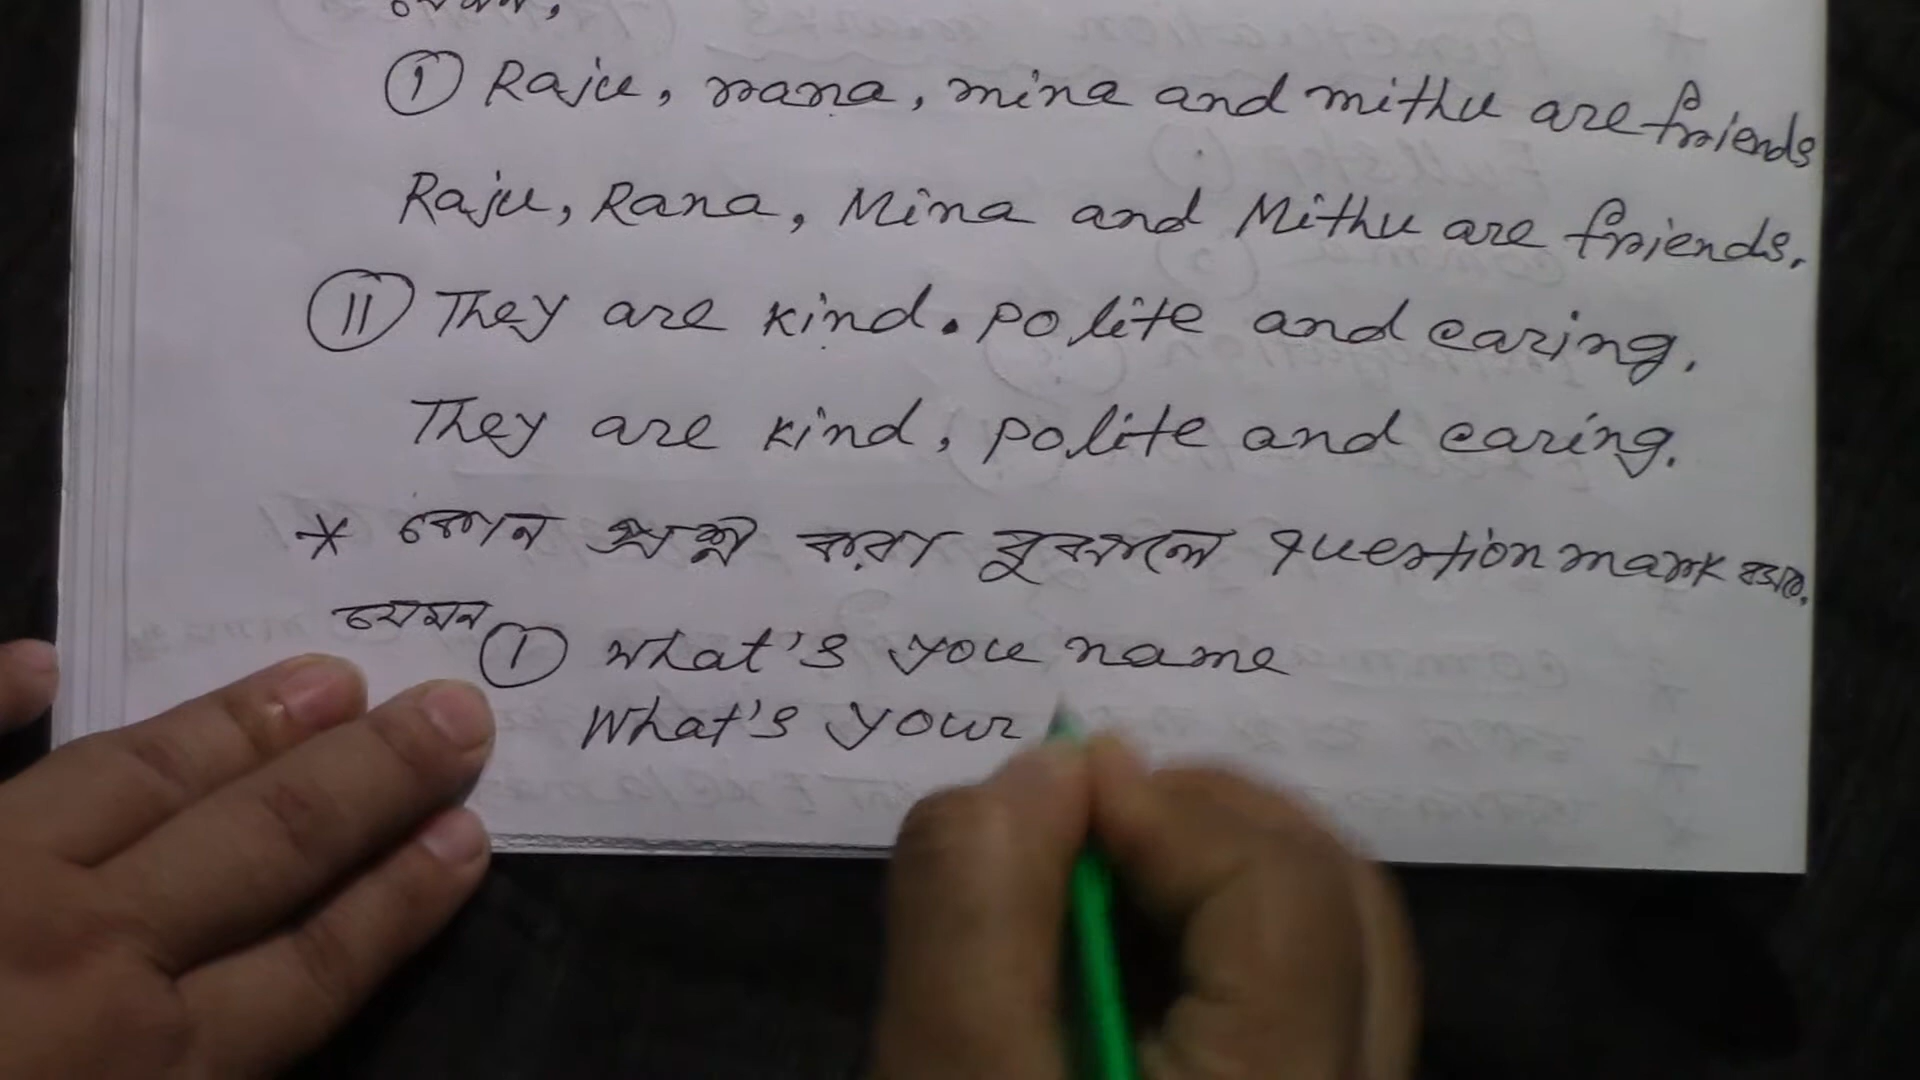 ① Raju, rana, mina and mithu are friends
Raju, Rana, Mina and Mithu are friends.
⑪ They are kind. polite and caring.
They are kind, polite and caring.
* কোন প্রশ্ন করা বুঝালে question mark বসবে.
যেমন
① what's you name
What's your